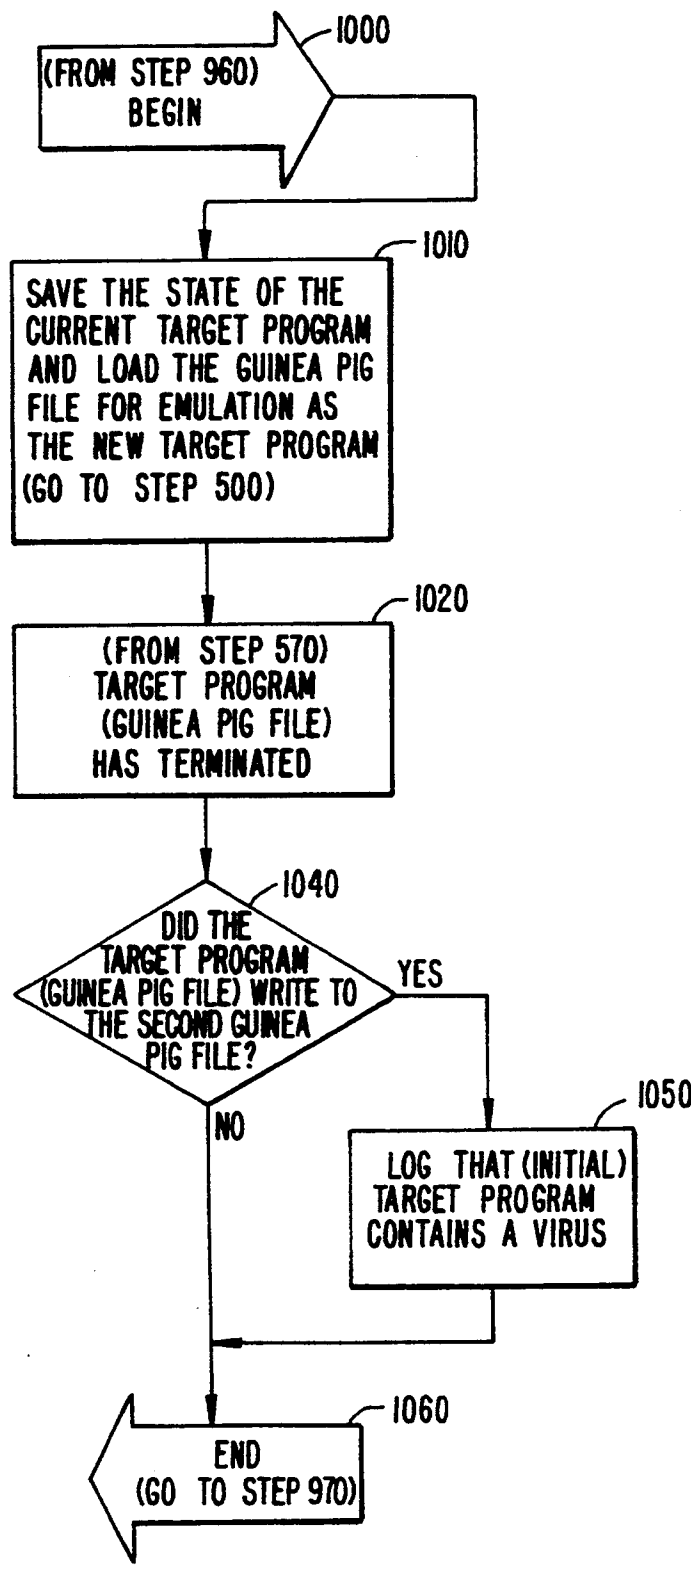 1000
(FROM STEP 960)
BEGIN
1010
SAVE THE STATE OF THE
CURRENT TARGET PROGRAM
AND LOAD THE GUINEA PIG
FILE FOR EMULATION AS
THE NEW TARGET PROGRAM
(GO TO STEP 500)
1020
(FROM STEP 570)
TARGET PROGRAM
(GUINEA PIG FILE)
HAS TERMINATED
1040
DID THE
TARGET PROGRAM
(GUINEA PIG FILE) WRITE TO
THE SECOND GUINEA
PIG FILE?
YES
NO
1050
LOG THAT (INITIAL)
TARGET PROGRAM
CONTAINS A VIRUS
1060
END
(GO TO STEP 970)